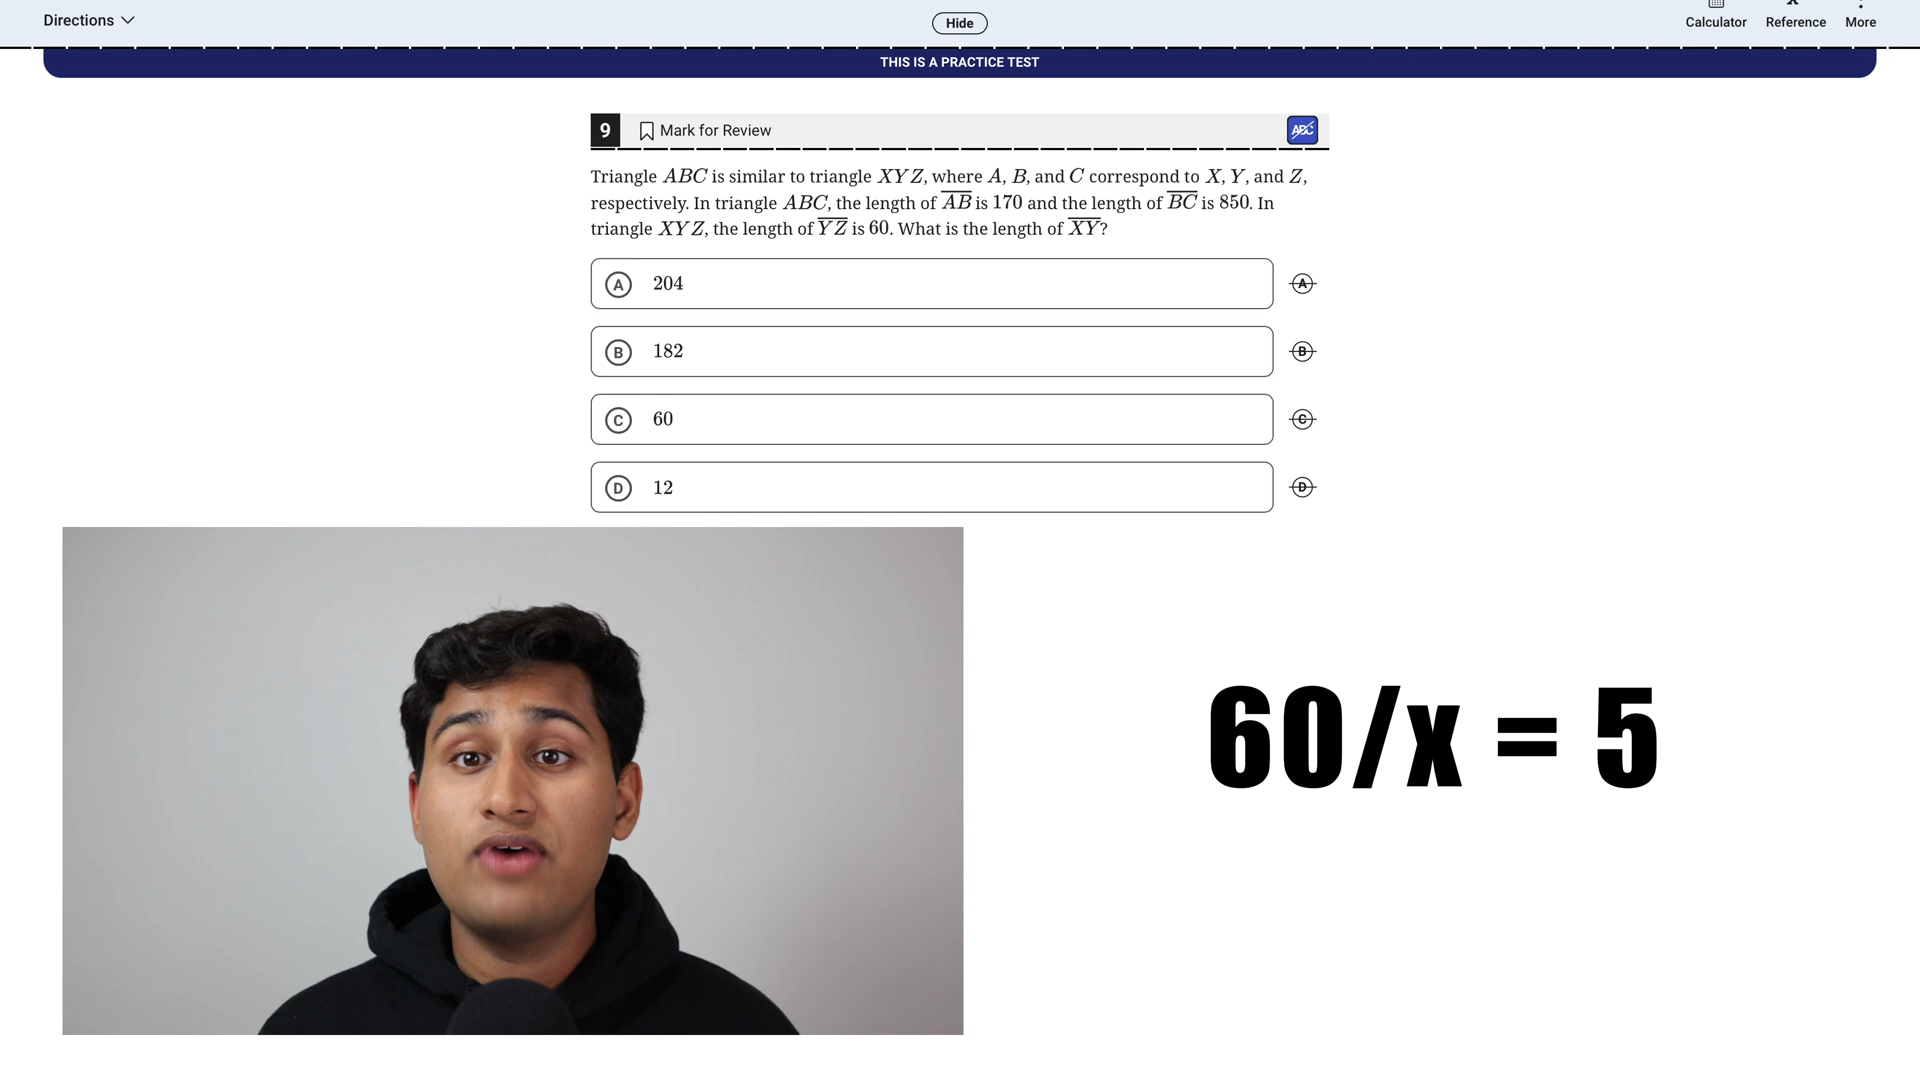 Directions
Hide
Calculator Reference More
THIS IS A PRACTICE TEST
9 Mark for Review ABC
Triangle ABC is similar to triangle XYZ, where A, B, and C correspond to X, Y, and Z,
respectively. In triangle ABC, the length of AB is 170 and the length of BC is 850. In
triangle XYZ, the length of YZ is 60. What is the length of XY?
A 204 A
B 182 B
C 60 C
D 12 D
60/x = 5